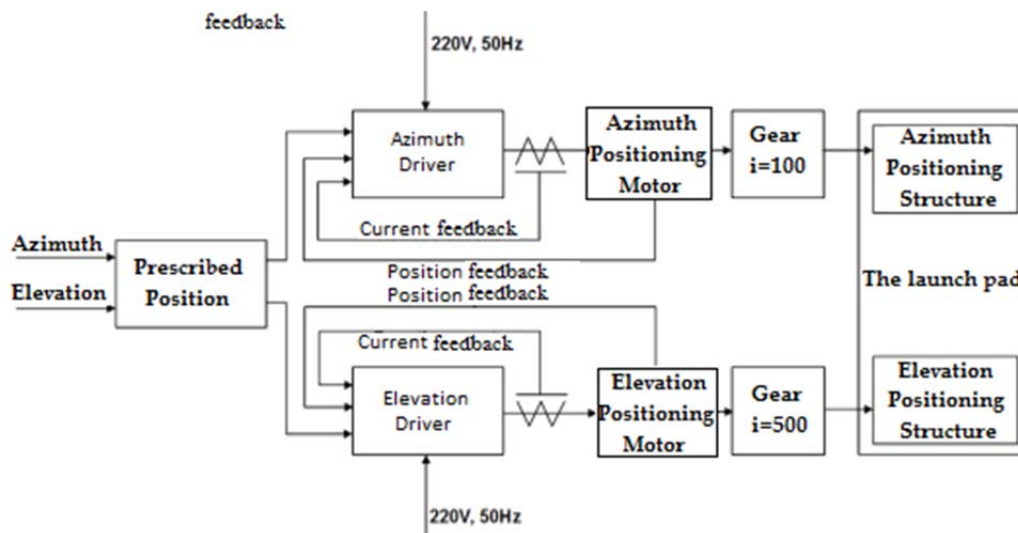 feedback
220V, 50Hz
Azimuth
Driver
Azimuth
Positioning
Motor
Gear
i=100
Azimuth
Positioning
Structure
Current feedback
Azimuth
Elevation
Prescribed
Position
Position feedback
Position feedback
The launch pad
Current feedback
Elevation
Driver
Elevation
Positioning
Motor
Gear
i=500
Elevation
Positioning
Structure
220V, 50Hz